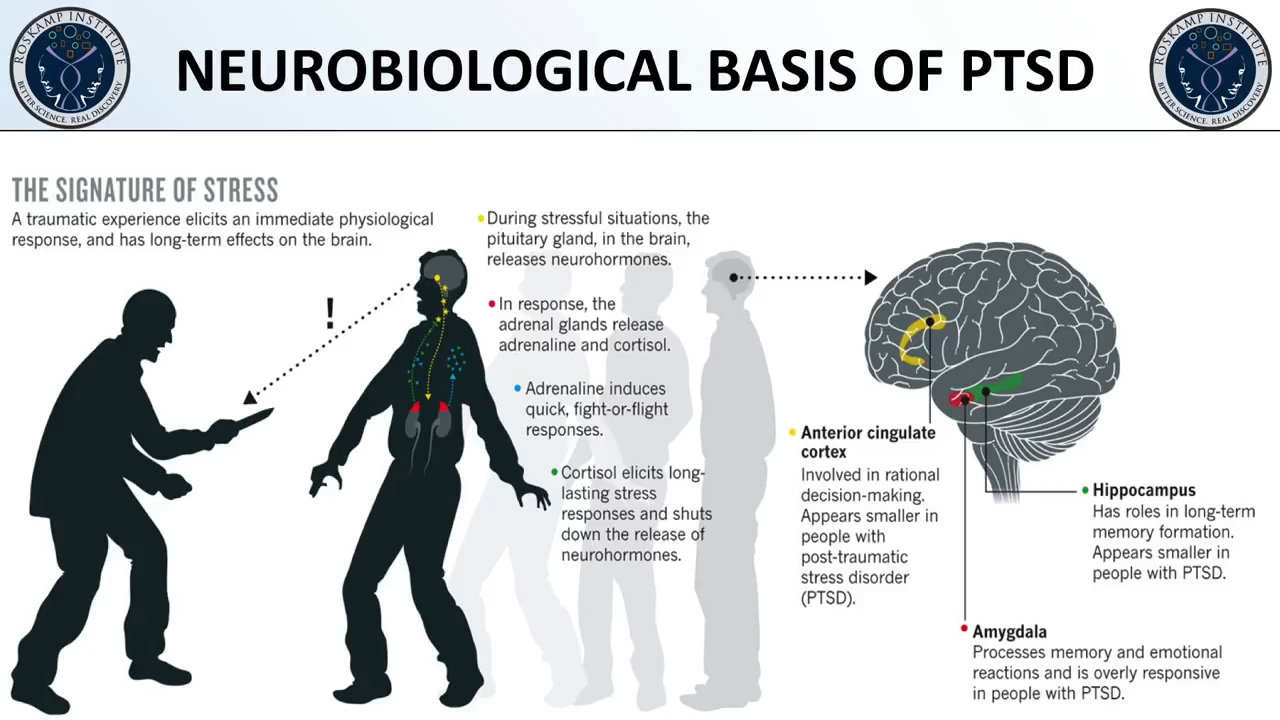 ROSKAMP INSTITUTE
BETTER SCIENCE. REAL DISCOVERY
NEUROBIOLOGICAL BASIS OF PTSD
ROSKAMP INSTITUTE
BETTER SCIENCE. REAL DISCOVERY
THE SIGNATURE OF STRESS
A traumatic experience elicits an immediate physiological
response, and has long-term effects on the brain.
!
During stressful situations, the
pituitary gland, in the brain,
releases neurohormones.
In response, the
adrenal glands release
adrenaline and cortisol.
Adrenaline induces
quick, fight-or-flight
responses.
Cortisol elicits long-
lasting stress
responses and shuts
down the release of
neurohormones.
Anterior cingulate
cortex
Involved in rational
decision-making.
Appears smaller in
people with
post-traumatic
stress disorder
(PTSD).
Hippocampus
Has roles in long-term
memory formation.
Appears smaller in
people with PTSD.
Amygdala
Processes memory and emotional
reactions and is overly responsive
in people with PTSD.